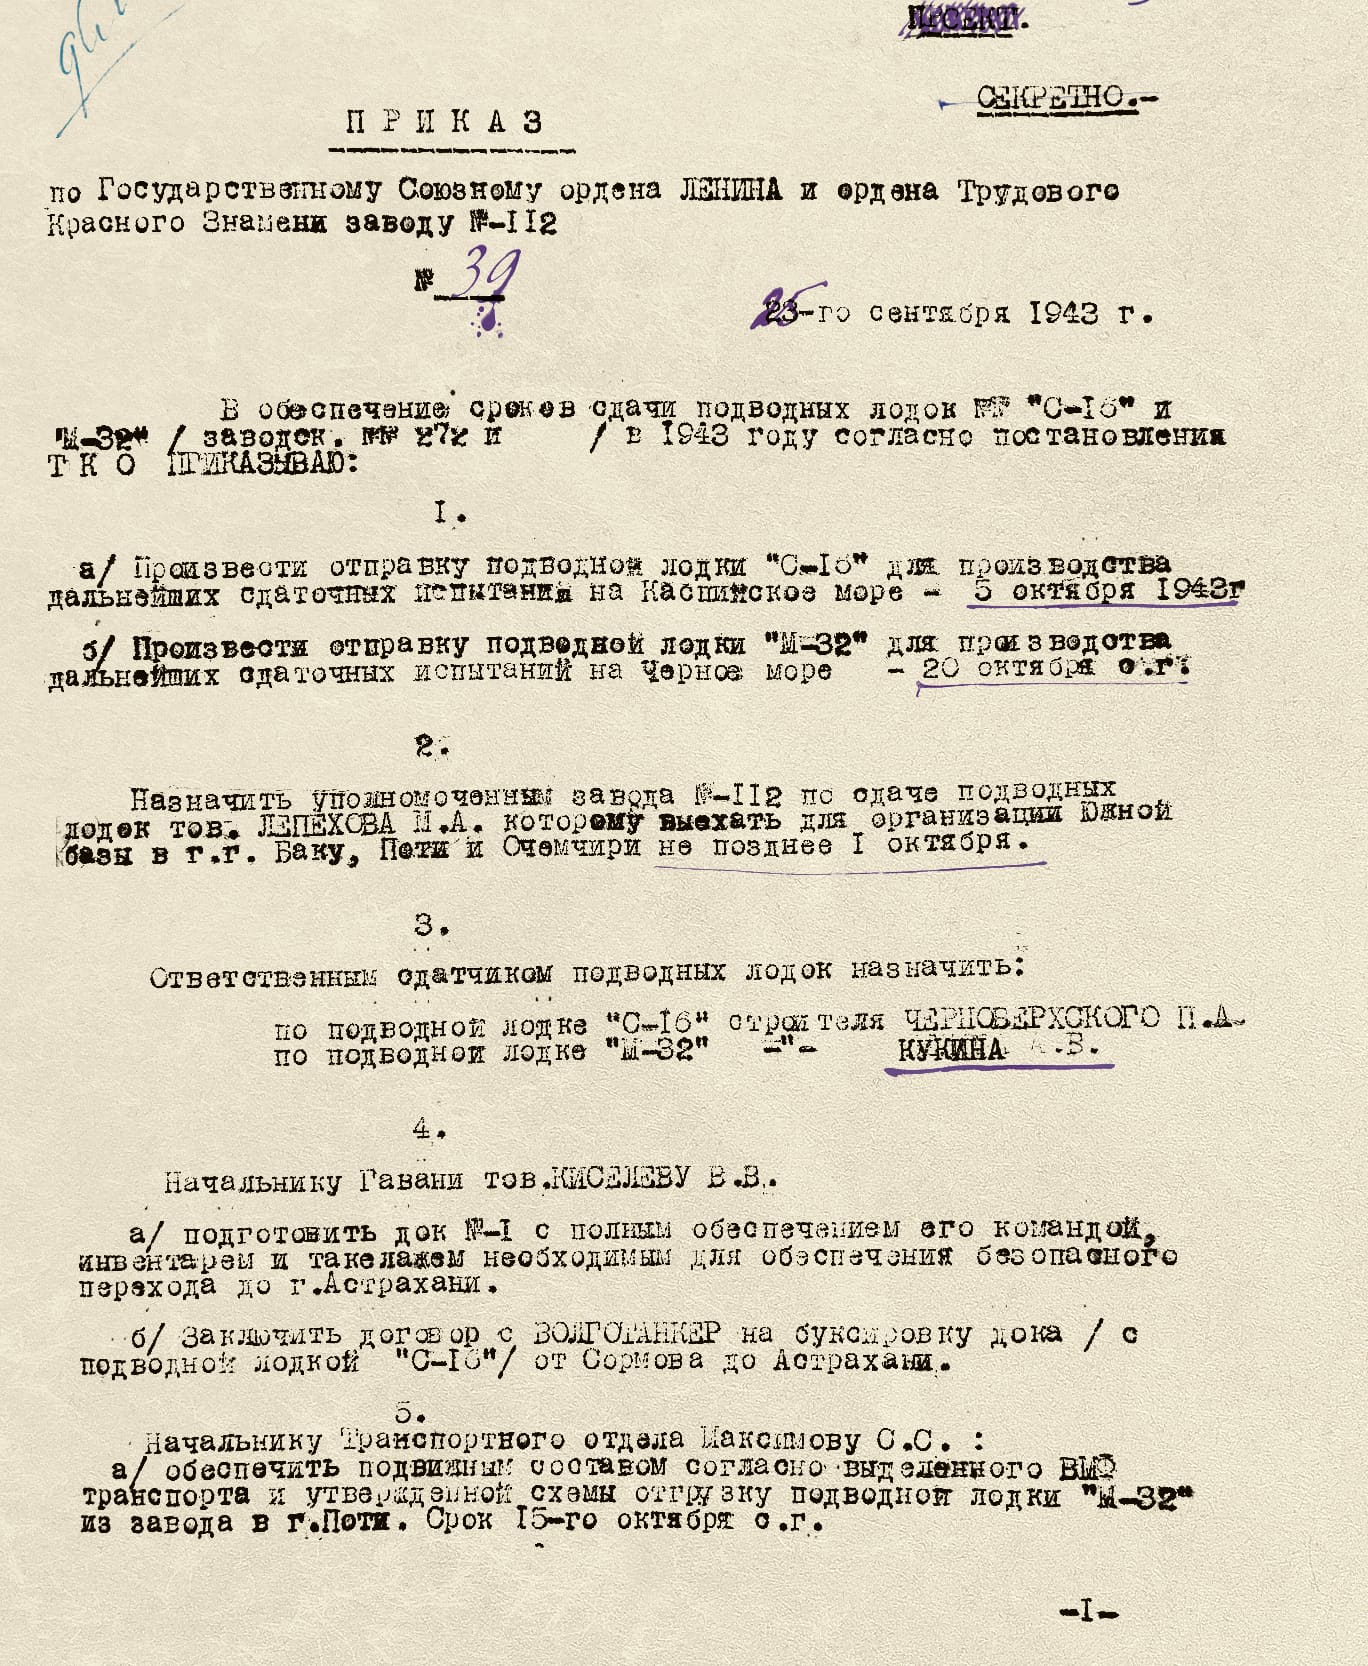 ПРОЕКТ.
СЕКРЕТНО.-
П Р И К А З
по Государственному Союзному ордена ЛЕНИНА и ордена Трудового
Красного Знамени заводу №-112
№ 39
25-го сентября 1943 г.
В обеспечение сроков сдачи подводных лодок №№ "С-16" и
"М-32" / заводск. №№ 272 и / в 1943 году согласно постановления
Т К О ПРИКАЗЫВАЮ:
I.
а/ Произвести отправку подводной лодки "С-16" для производства
дальнейших сдаточных испытаний на Каспийское море - 5 октября 1943г
б/ Произвести отправку подводной лодки "М-32" для производства
дальнейших сдаточных испытаний на Черное море - 20 октября с.г.
2.
Назначить уполномоченным завода №-112 по сдаче подводных
лодок тов. ЛЕПЕХОВА М.А. которому выехать для организации Южной
базы в г.г. Баку, Поти и Очемчири не позднее I октября.
3.
Ответственным сдатчиком подводных лодок назначить:
по подводной лодке "С-16" строителя ЧЕРНОВЕРХСКОГО П.А.
по подводной лодке "М-32" -"- КУКИНА А.В.
4.
Начальнику Гавани тов.КИСЕЛЕВУ В.В.
а/ подготовить док №-I с полным обеспечением его командой,
инвентарем и такелажем необходимым для обеспечения безопасного
перехода до г.Астрахани.
б/ Заключить договор с ВОЛГОТАНКЕР на буксировку дока / с
подводной лодкой "С-16"/ от Сормова до Астрахани.
5.
Начальнику Транспортного отдела Максимову С.С. :
а/ обеспечить подвижным составом согласно выделенного ВМФ
транспорта и утвержденной схемы отгрузку подводной лодки "М-32"
из завода в г.Поти. Срок 15-го октября с.г.
-I-